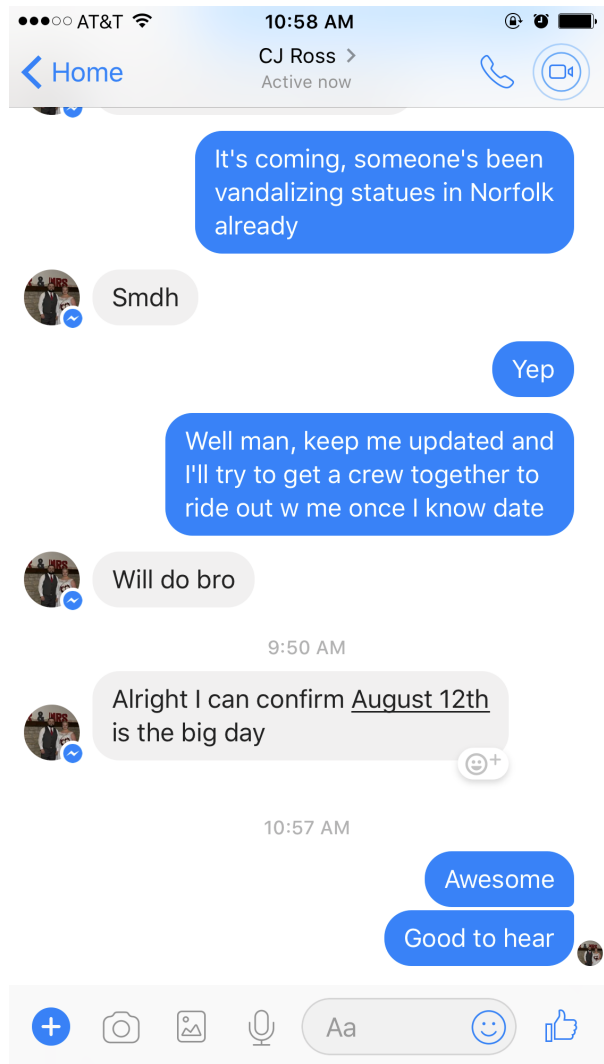 AT&T
10:58 AM
Home
CJ Ross
Active now
It's coming, someone's been
vandalizing statues in Norfolk
already
Smdh
Yep
Well man, keep me updated and
I'll try to get a crew together to
ride out w me once I know date
Will do bro
9:50 AM
Alright I can confirm August 12th
is the big day
10:57 AM
Awesome
Good to hear
Aa